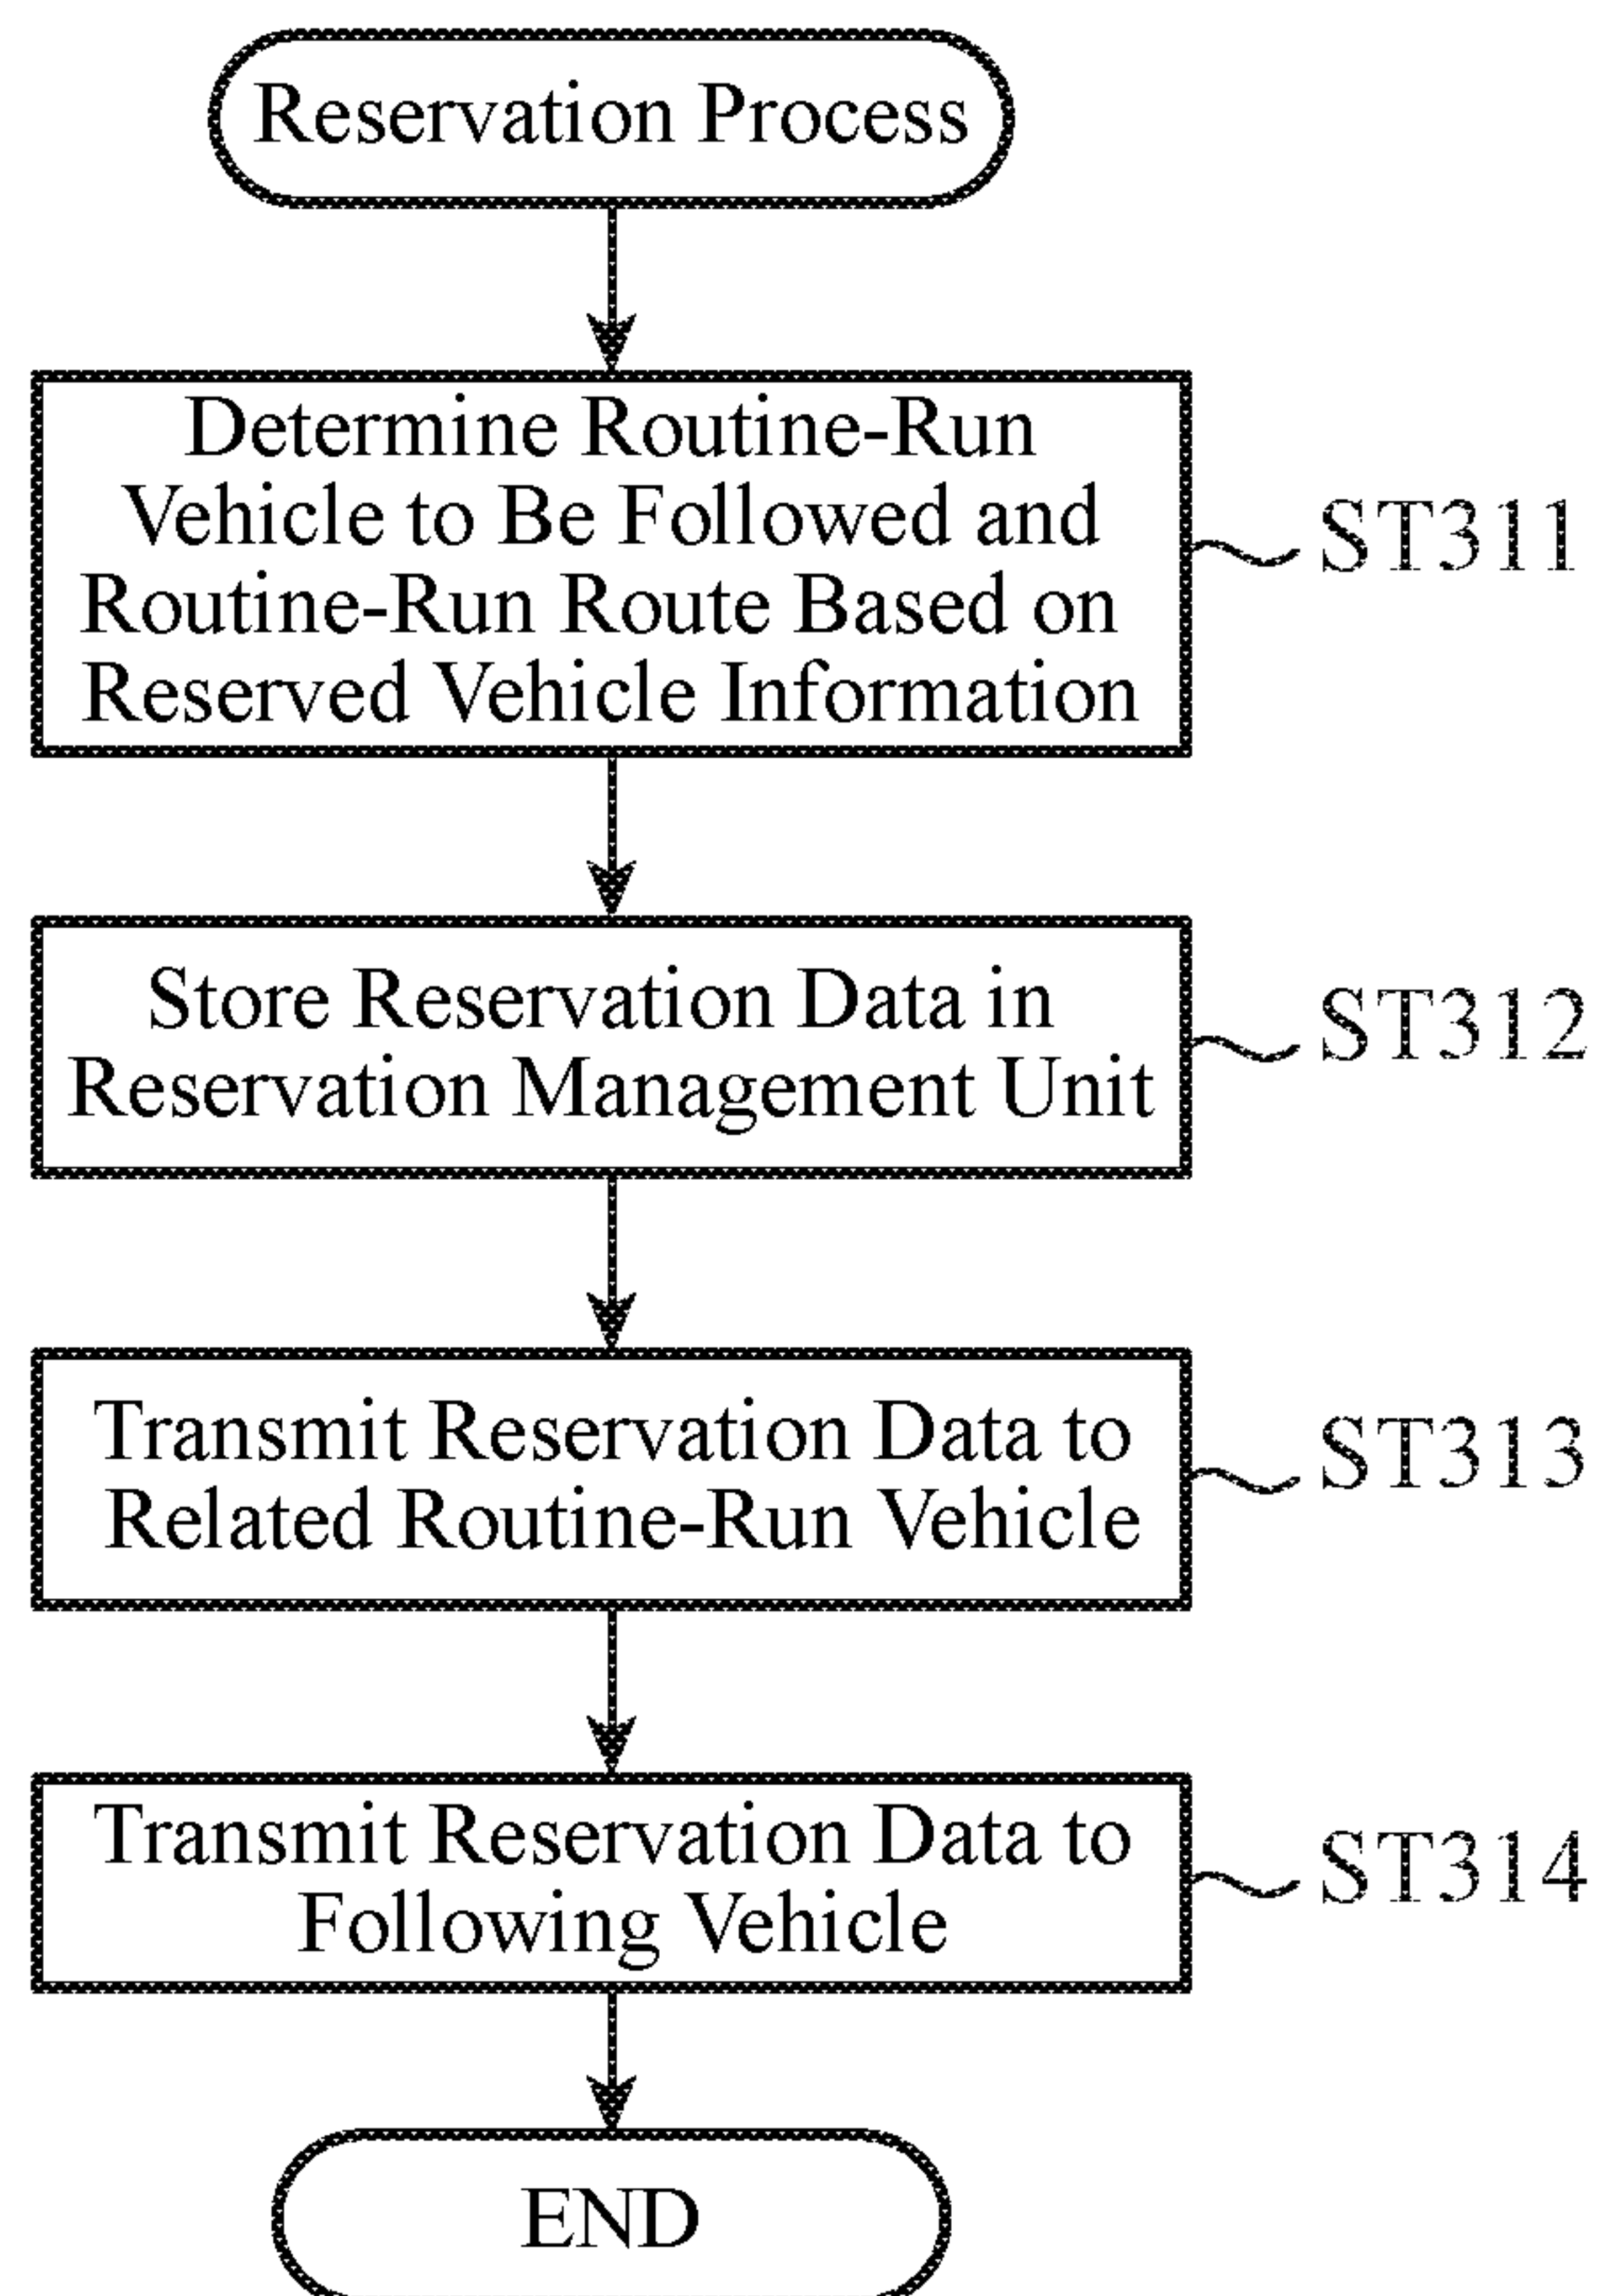 Reservation Process
Determine Routine-Run
Vehicle to Be Followed and
Routine-Run Route Based on
Reserved Vehicle Information
ST311
Store Reservation Data in
Reservation Management Unit
ST312
Transmit Reservation Data to
Related Routine-Run Vehicle
ST313
Transmit Reservation Data to
Following Vehicle
ST314
END